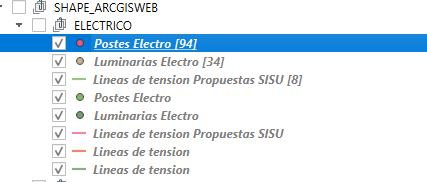 SHAPE_ARCGISWEB
ELECTRICO
Postes Electro [94]
Luminarias Electro [34]
Lineas de tension Propuestas SISU [8]
Postes Electro
Luminarias Electro
Lineas de tension Propuestas SISU
Lineas de tension
Lineas de tension